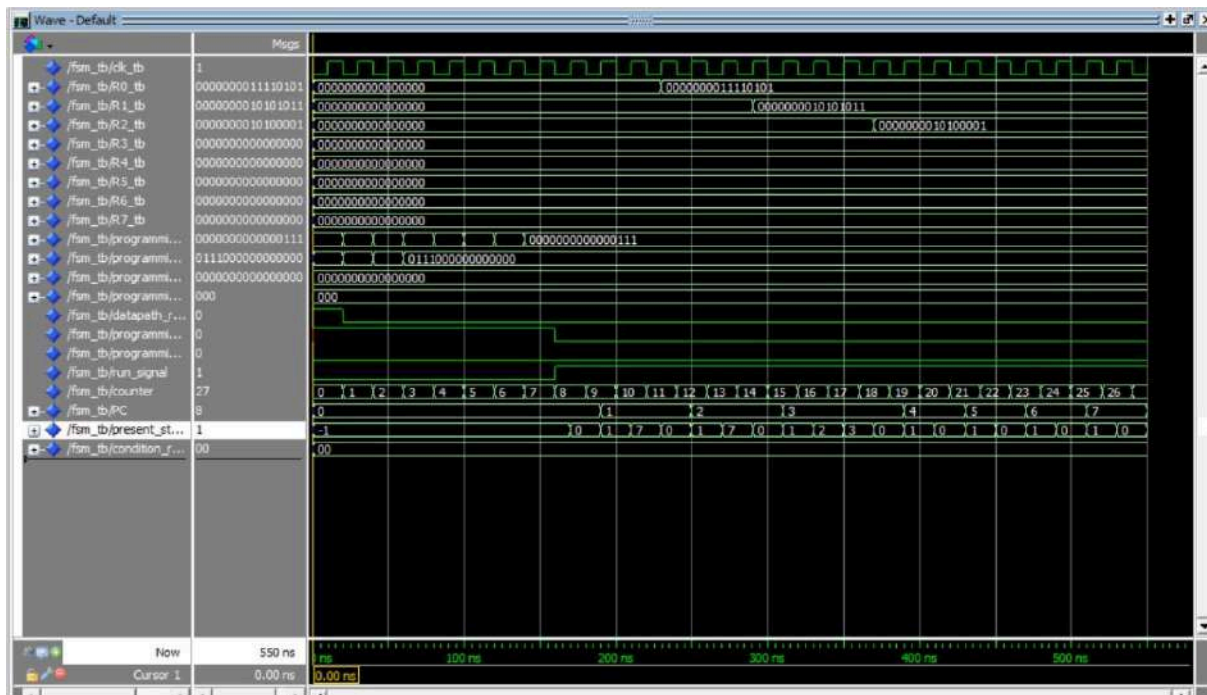 Wave - Default
Msgs
/fsm_tb/clk_tb 1
/fsm_tb/R0_tb 0000000011110101 0000000000000000 0000000011110101
/fsm_tb/R1_tb 0000000010101011 0000000000000000 0000000010101011
/fsm_tb/R2_tb 0000000010100001 0000000000000000 0000000010100001
/fsm_tb/R3_tb 0000000000000000 0000000000000000
/fsm_tb/R4_tb 0000000000000000 0000000000000000
/fsm_tb/R5_tb 0000000000000000 0000000000000000
/fsm_tb/R6_tb 0000000000000000 0000000000000000
/fsm_tb/R7_tb 0000000000000000 0000000000000000
/fsm_tb/programmi... 0000000000000111 0000000000000111
/fsm_tb/programmi... 0111000000000000 0111000000000000
/fsm_tb/programmi... 0000000000000000 0000000000000000
/fsm_tb/programmi... 000 000
/fsm_tb/datapath_r... 0
/fsm_tb/programmi... 0
/fsm_tb/programmi... 0
/fsm_tb/run_signal 1
/fsm_tb/counter 27 0 1 2 3 4 5 6 7 8 9 10 11 12 13 14 15 16 17 18 19 20 21 22 23 24 25 26
/fsm_tb/PC 8 0 1 2 3 4 5 6 7
/fsm_tb/present_st... 1 -1 0 1 7 0 1 7 0 1 2 3 0 1 0 1 0 1 0 1 0
/fsm_tb/condition_r... 00 00
Now 550 ns ns 100 ns 200 ns 300 ns 400 ns 500 ns
Cursor 1 0.00 ns 0.00 ns